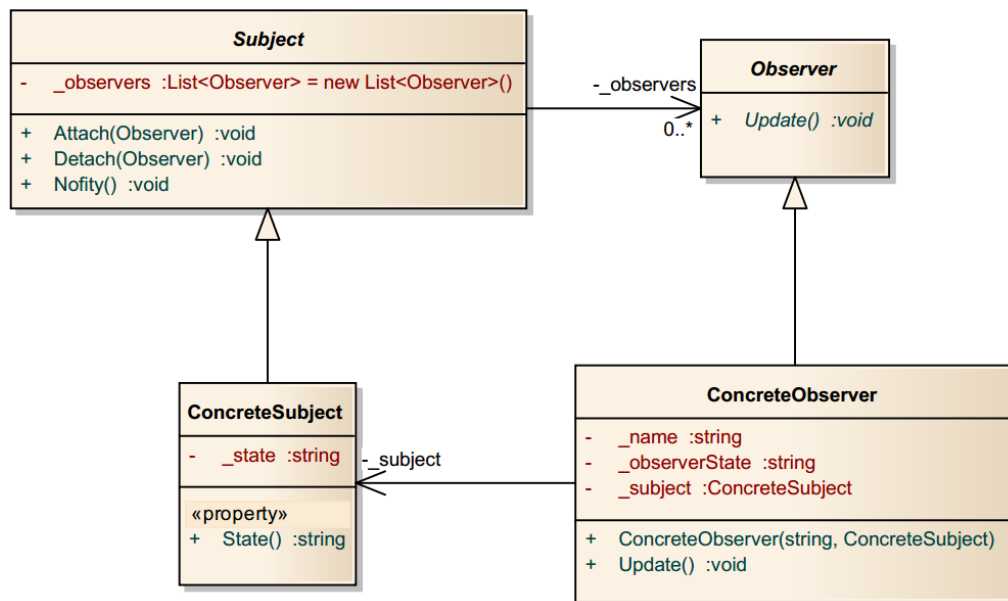 Subject
- _observers :List<Observer> = new List<Observer>()
+ Attach(Observer) :void
+ Detach(Observer) :void
+ Nofity() :void
-_observers
0..*
Observer
+ Update() :void
ConcreteSubject
- _state :string
«property»
+ State() :string
-_subject
ConcreteObserver
- _name :string
- _observerState :string
- _subject :ConcreteSubject
+ ConcreteObserver(string, ConcreteSubject)
+ Update() :void